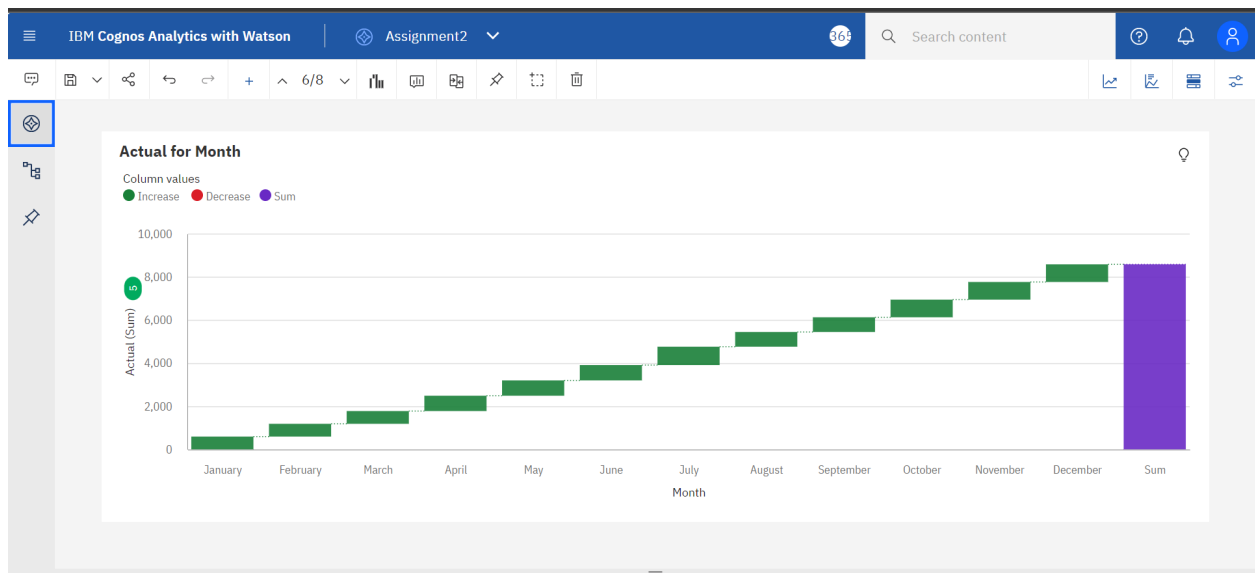 IBM Cognos Analytics with Watson
Assignment2
365
Search content
6/8
Actual for Month
Column values
Increase
Decrease
Sum
10,000
8,000
6,000
4,000
2,000
0
Actual (Sum)
5
January
February
March
April
May
June
July
August
September
October
November
December
Sum
Month